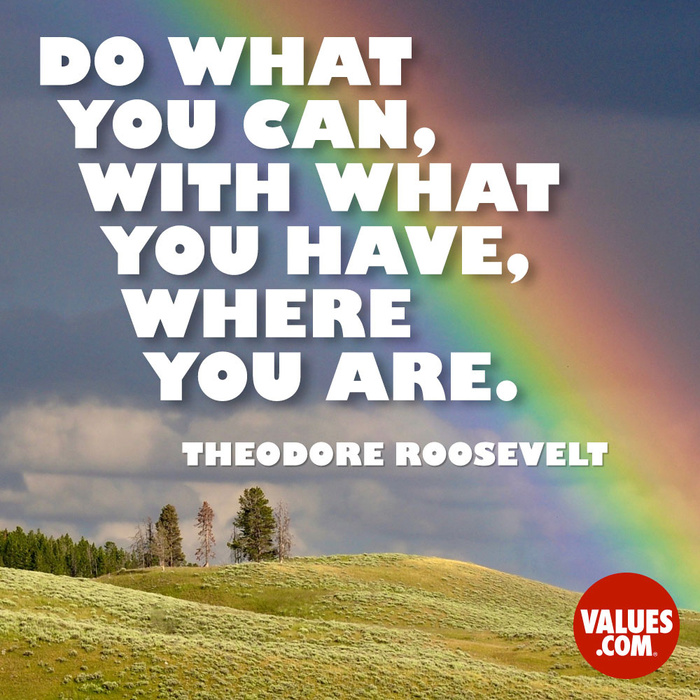 DO WHAT
YOU CAN,
WITH WHAT
YOU HAVE,
WHERE
YOU ARE.
THEODORE ROOSEVELT
VALUES
.COM®